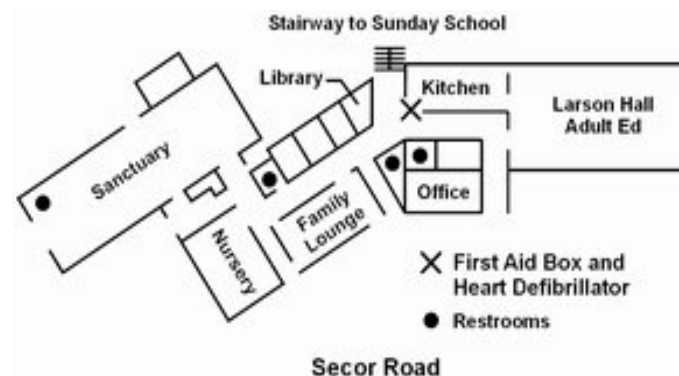 Stairway to Sunday School
Library
Kitchen
Larson Hall
Adult Ed
Sanctuary
Office
Family
Lounge
Nursery
First Aid Box and
Heart Defibrillator
Restrooms
Secor Road